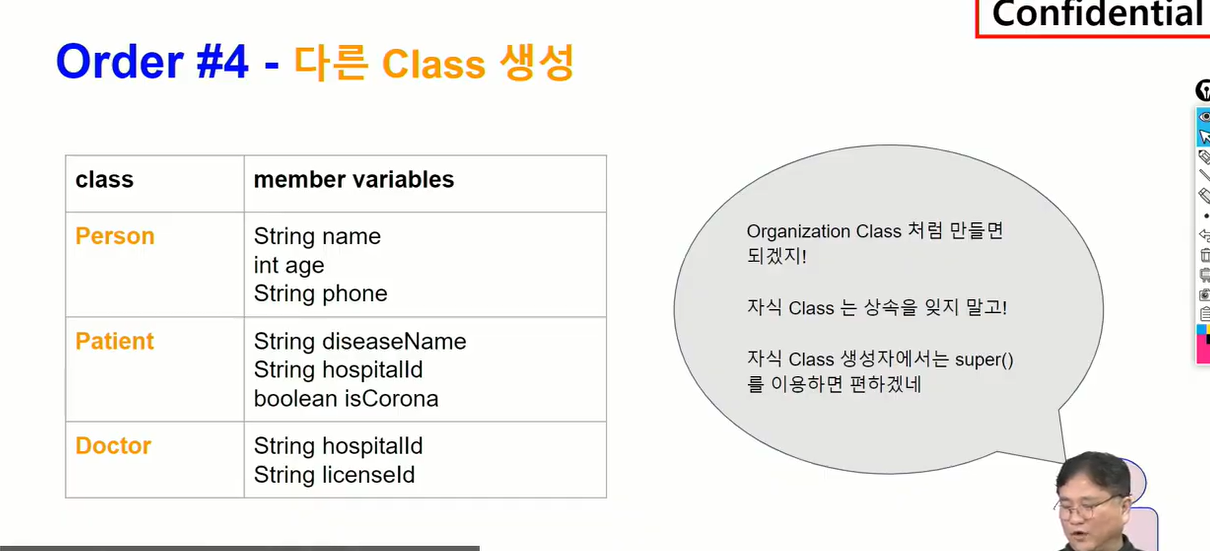 Confidential
Order #4 - 다른 Class 생성
class
member variables
Person
String name
int age
String phone
Patient
String diseaseName
String hospitalId
boolean isCorona
Doctor
String hospitalId
String licenseId
Organization Class 처럼 만들면
되겠지!
자식 Class 는 상속을 잊지 말고!
자식 Class 생성자에서는 super()
를 이용하면 편하겠네